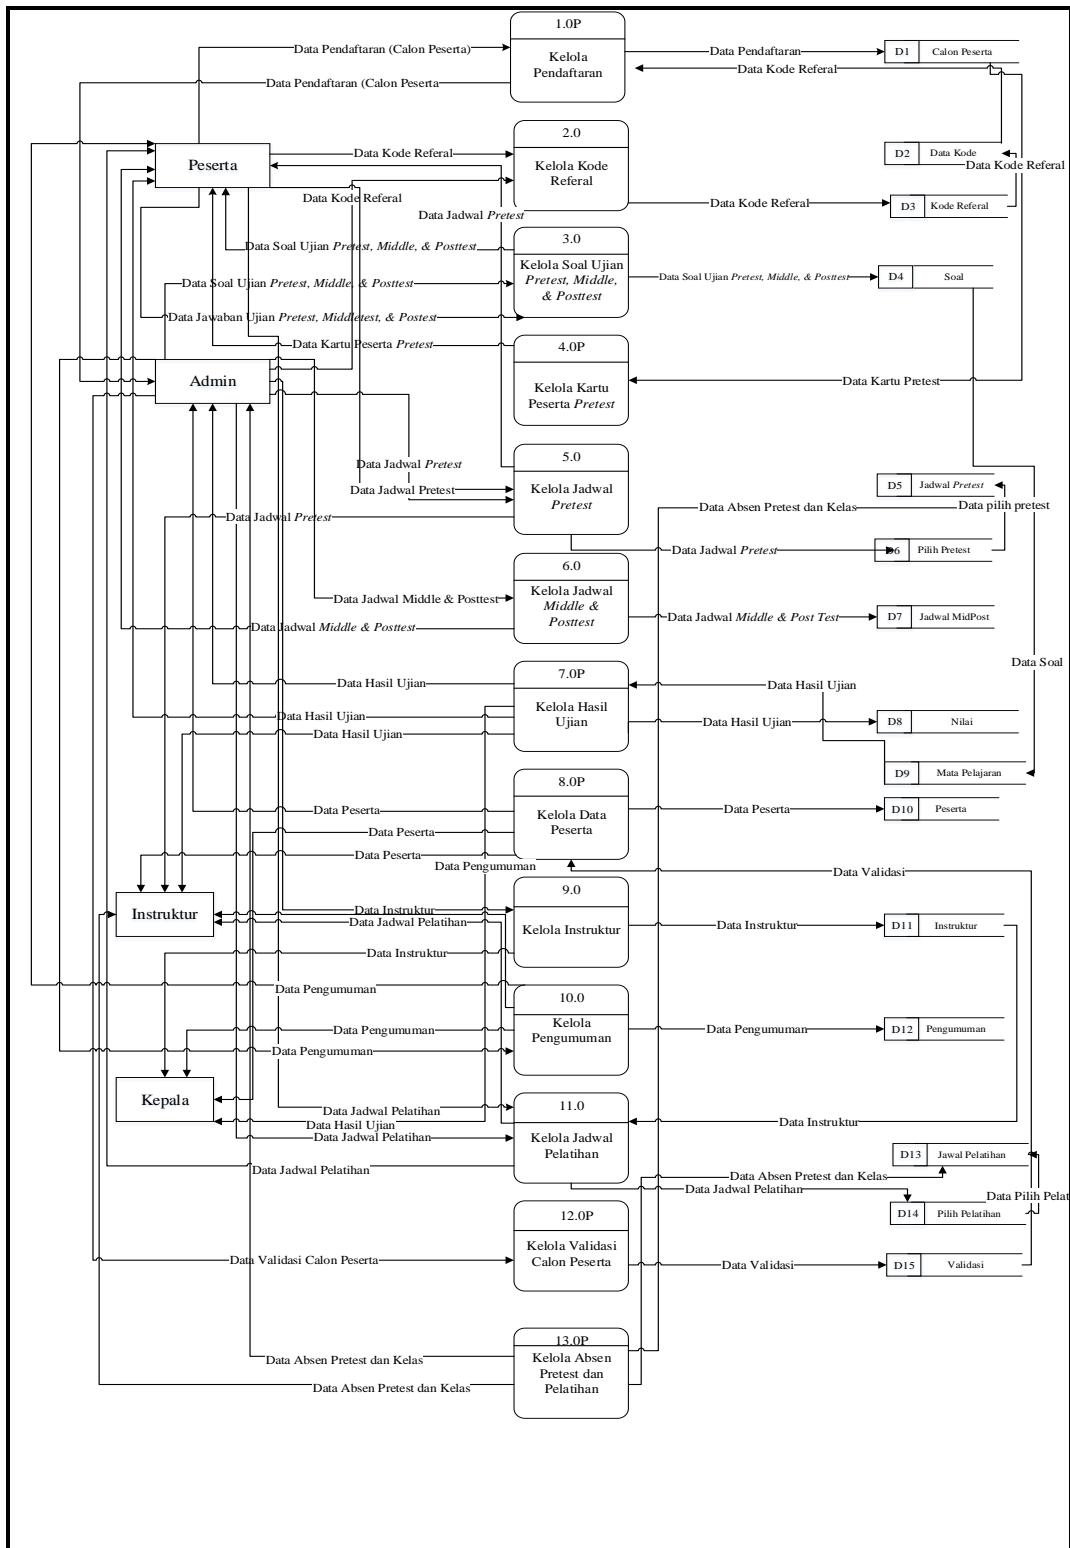 1.0P
Data Pendaftaran (Calon Peserta)
Kelola
Pendaftaran
Data Pendaftaran
D1
Calon Peserta
Data Kode Referal
Data Pendaftaran (Calon Peserta
2.0
Peserta
Data Kode Referal
Kelola Kode
Referal
D2
Data Kode
Data Kode Referal
Data Kode Referal
Data Kode Referal
D3
Kode Referal
Data Jadwal Pretest
3.0
Data Soal Ujian Pretest, Middle, & Posttest
Kelola Soal Ujian
Pretest, Middle,
& Posttest
Data Soal Ujian Pretest, Middle, & Posttest
D4
Soal
Data Soal Ujian Pretest, Middle, & Posttest
Data Jawaban Ujian Pretest, Middletest, & Postest
4.0P
Data Kartu Peserta Pretest
Kelola Kartu
Peserta Pretest
Data Kartu Pretest
Admin
5.0
Data Jadwal Pretest
Kelola Jadwal
Pretest
Data Jadwal Pretest
D5
Jadwal Pretest
Data Absen Pretest dan Kelas
Data pilih pretest
Data Jadwal Pretest
Data Jadwal Pretest
D6
Pilih Pretest
6.0
Kelola Jadwal
Middle &
Posttest
Data Jadwal Middle & Posttest
Data Jadwal Middle & Post Test
D7
Jadwal MidPost
Data Jadwal Middle & Posttest
Data Soal
7.0P
Data Hasil Ujian
Data Hasil Ujian
Kelola Hasil
Ujian
Data Hasil Ujian
Data Hasil Ujian
D8
Nilai
Data Hasil Ujian
D9
Mata Pelajaran
8.0P
Data Peserta
Kelola Data
Peserta
Data Peserta
D10
Peserta
Data Peserta
Data Peserta
Data Pengumuman
Data Validasi
9.0
Instruktur
Data Instruktur
Data Jadwal Pelatihan
Kelola Instruktur
Data Instruktur
D11
Instruktur
Data Instruktur
Data Pengumuman
10.0
Kelola
Pengumuman
Data Pengumuman
Data Pengumuman
D12
Pengumuman
Data Pengumuman
Kepala
11.0
Data Jadwal Pelatihan
Data Hasil Ujian
Data Jadwal Pelatihan
Kelola Jadwal
Pelatihan
Data Instruktur
Data Jadwal Pelatihan
D13
Jawal Pelatihan
Data Absen Pretest dan Kelas
Data Jadwal Pelatihan
Data Pilih Pelat
D14
Pilih Pelatihan
12.0P
Kelola Validasi
Calon Peserta
Data Validasi Calon Peserta
Data Validasi
D15
Validasi
13.0P
Kelola Absen
Pretest dan
Pelatihan
Data Absen Pretest dan Kelas
Data Absen Pretest dan Kelas